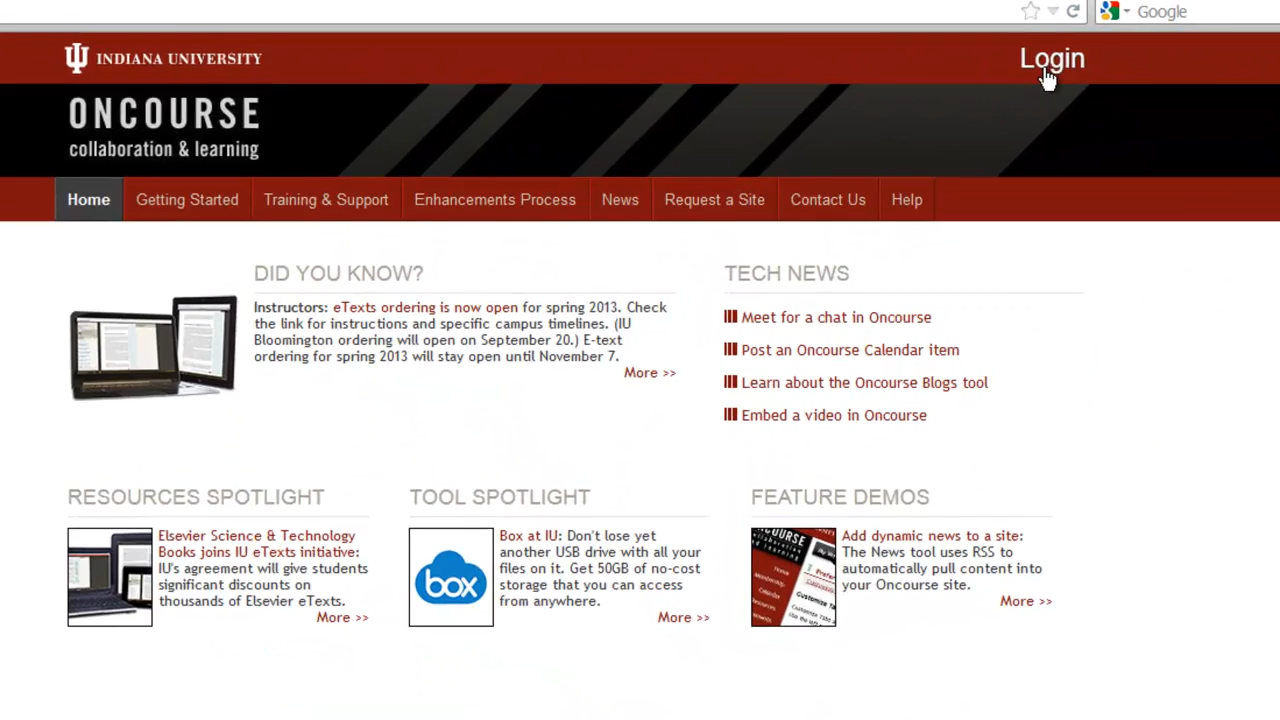 Google
INDIANA UNIVERSITY
Login
ONCOURSE
collaboration & learning
Home
Getting Started
Training & Support
Enhancements Process
News
Request a Site
Contact Us
Help
DID YOU KNOW?
Instructors: eTexts ordering is now open for spring 2013. Check
the link for instructions and specific campus timelines. (IU
Bloomington ordering will open on September 20.) E-text
ordering for spring 2013 will stay open until November 7.
More >>
TECH NEWS
Meet for a chat in Oncourse
Post an Oncourse Calendar item
Learn about the Oncourse Blogs tool
Embed a video in Oncourse
RESOURCES SPOTLIGHT
Elsevier Science & Technology
Books joins IU eTexts initiative:
IU's agreement will give students
significant discounts on
thousands of Elsevier eTexts.
More >>
TOOL SPOTLIGHT
box
Box at IU: Don't lose yet
another USB drive with all your
files on it. Get 50GB of no-cost
storage that you can access
from anywhere.
More >>
FEATURE DEMOS
Add dynamic news to a site:
The News tool uses RSS to
automatically pull content into
your Oncourse site.
More >>